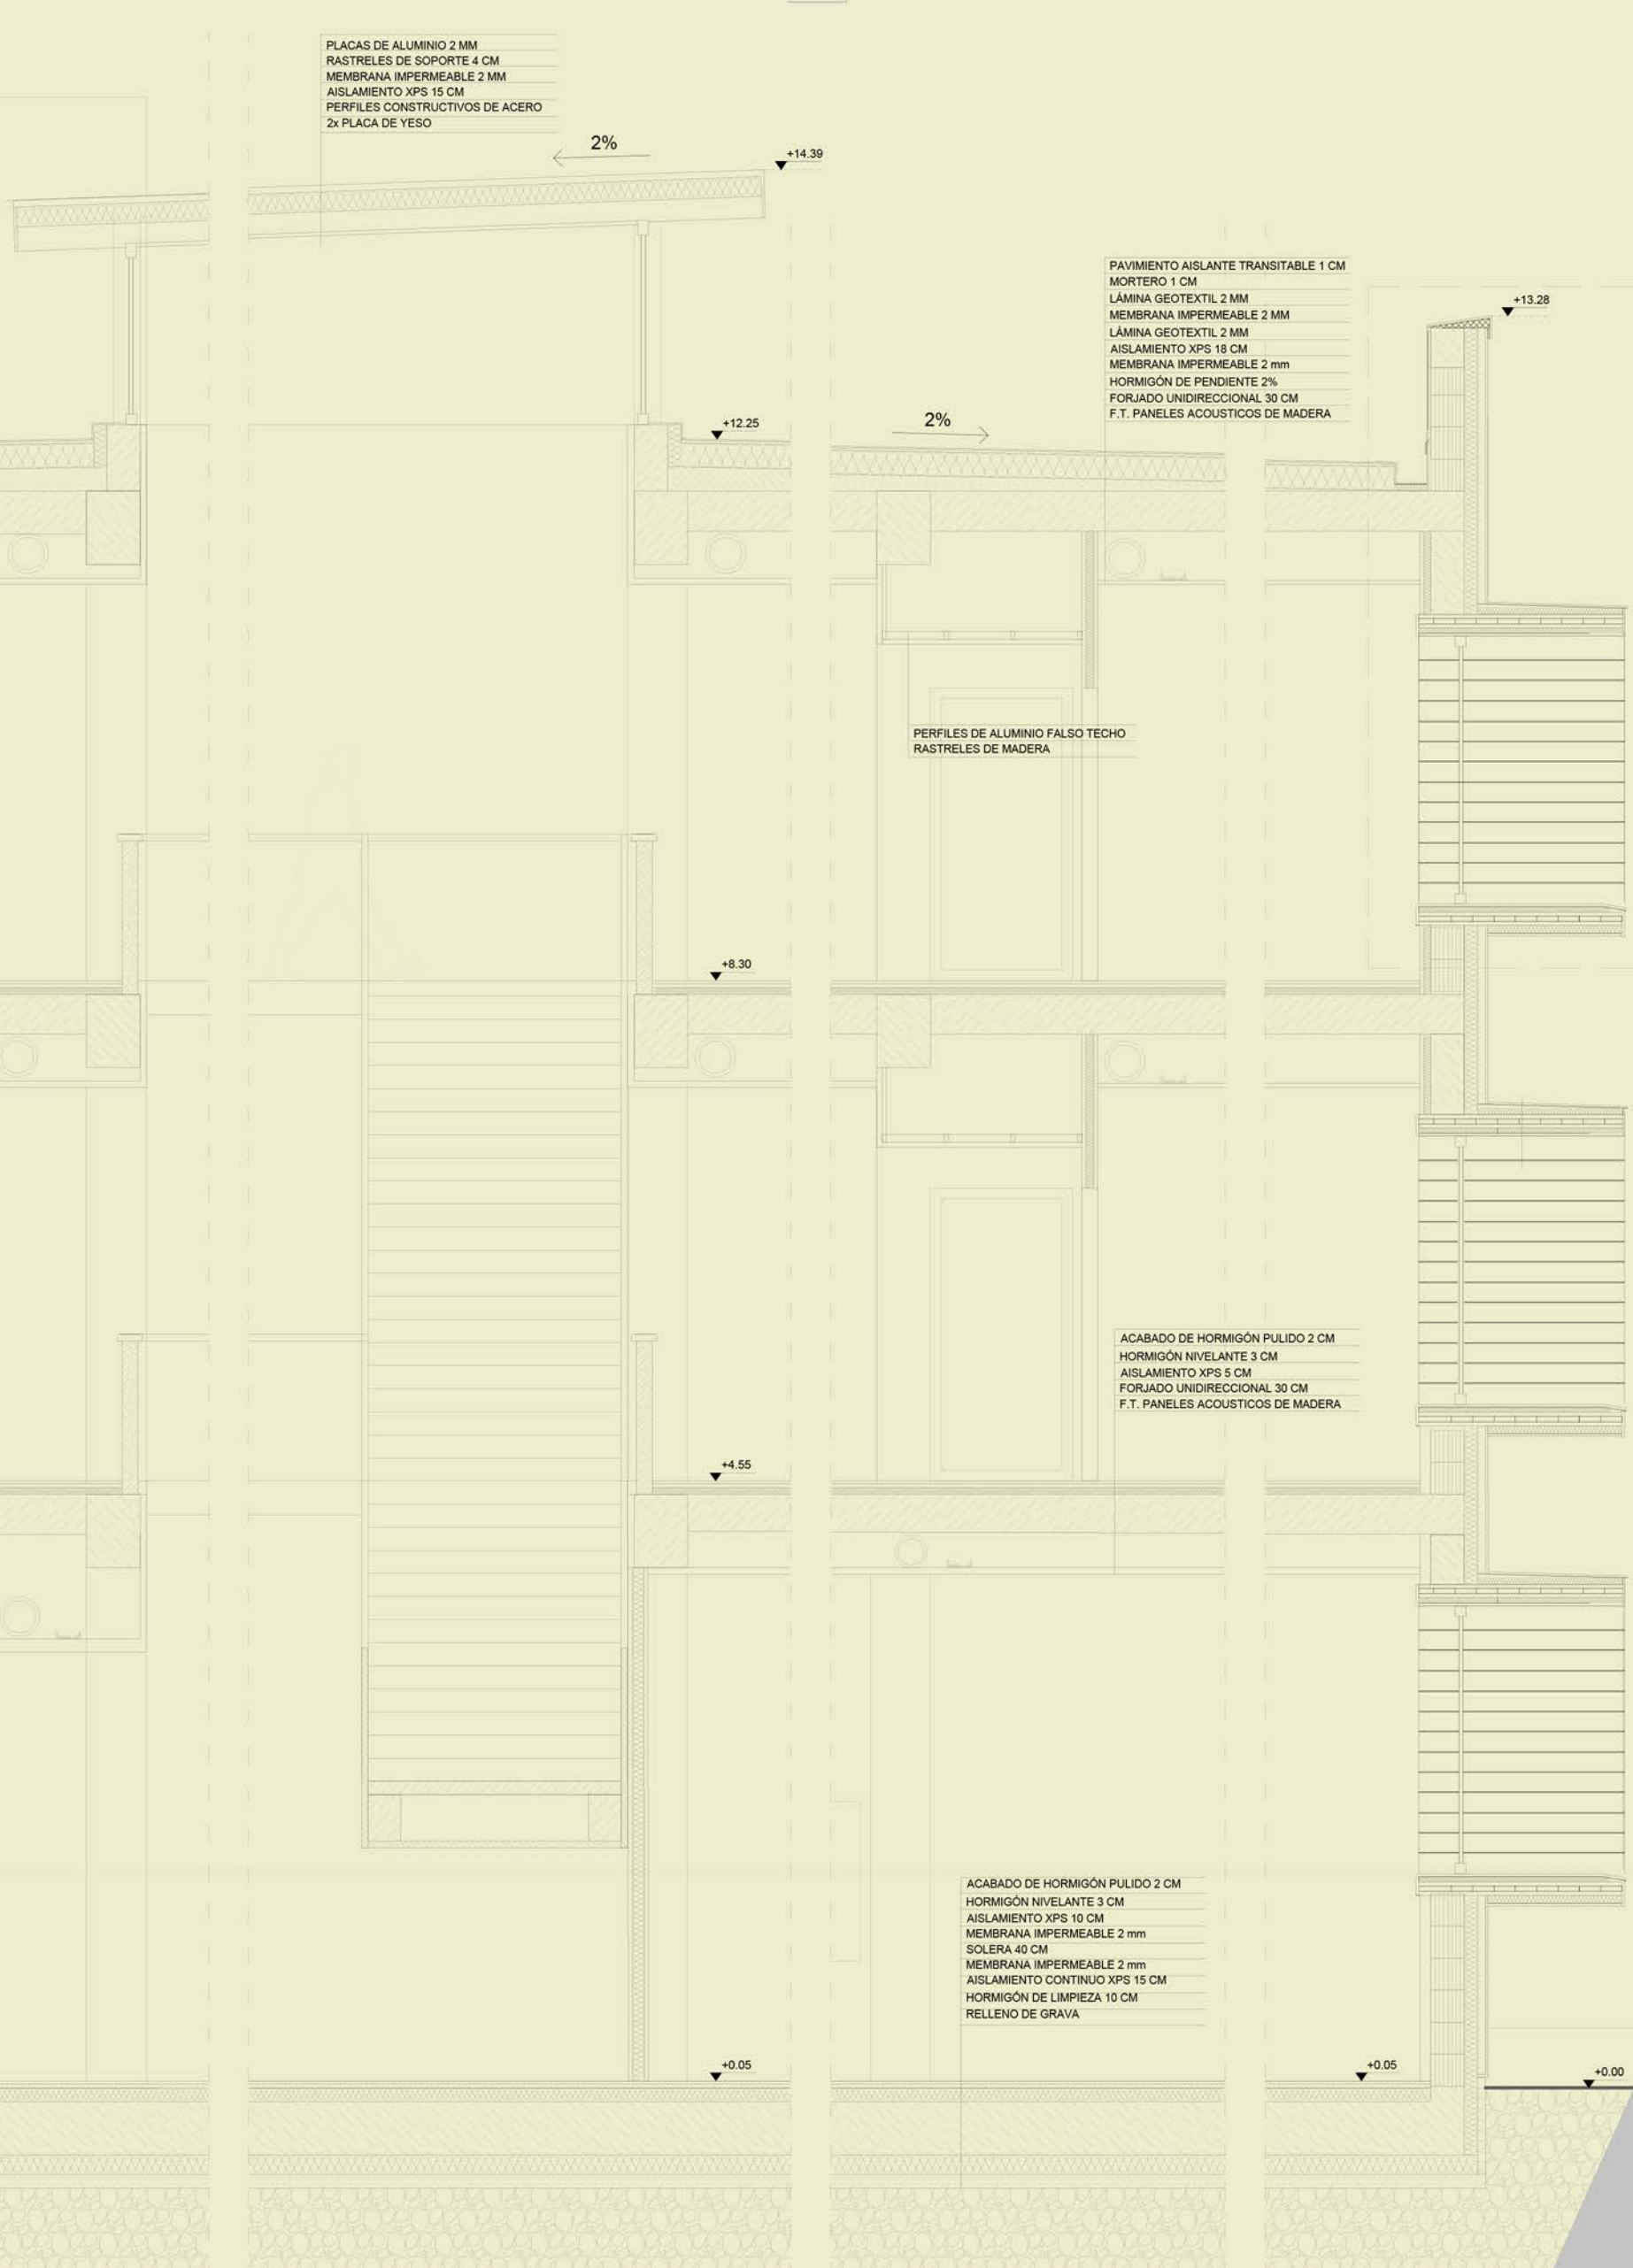 PLACAS DE ALUMINIO 2 MM
RASTRELES DE SOPORTE 4 CM
MEMBRANA IMPERMEABLE 2 MM
AISLAMIENTO XPS 15 CM
PERFILES CONSTRUCTIVOS DE ACERO
2x PLACA DE YESO
2%
+14.39
PAVIMIENTO AISLANTE TRANSITABLE 1 CM
MORTERO 1 CM
LÁMINA GEOTEXTIL 2 MM
MEMBRANA IMPERMEABLE 2 MM
LÁMINA GEOTEXTIL 2 MM
AISLAMIENTO XPS 18 CM
MEMBRANA IMPERMEABLE 2 mm
HORMIGÓN DE PENDIENTE 2%
FORJADO UNIDIRECCIONAL 30 CM
F.T. PANELES ACOUSTICOS DE MADERA
+13.28
+12.25
2%
PERFILES DE ALUMINIO FALSO TECHO
RASTRELES DE MADERA
+8.30
ACABADO DE HORMIGÓN PULIDO 2 CM
HORMIGÓN NIVELANTE 3 CM
AISLAMIENTO XPS 5 CM
FORJADO UNIDIRECCIONAL 30 CM
F.T. PANELES ACOUSTICOS DE MADERA
+4.55
ACABADO DE HORMIGÓN PULIDO 2 CM
HORMIGÓN NIVELANTE 3 CM
AISLAMIENTO XPS 10 CM
MEMBRANA IMPERMEABLE 2 mm
SOLERA 40 CM
MEMBRANA IMPERMEABLE 2 mm
AISLAMIENTO CONTINUO XPS 15 CM
HORMIGÓN DE LIMPIEZA 10 CM
RELLENO DE GRAVA
+0.05
+0.05
+0.00